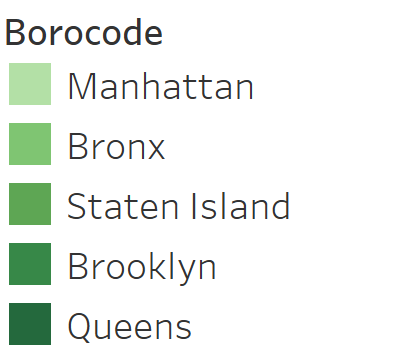 Borocode
Manhattan
Bronx
Staten Island
Brooklyn
Queens